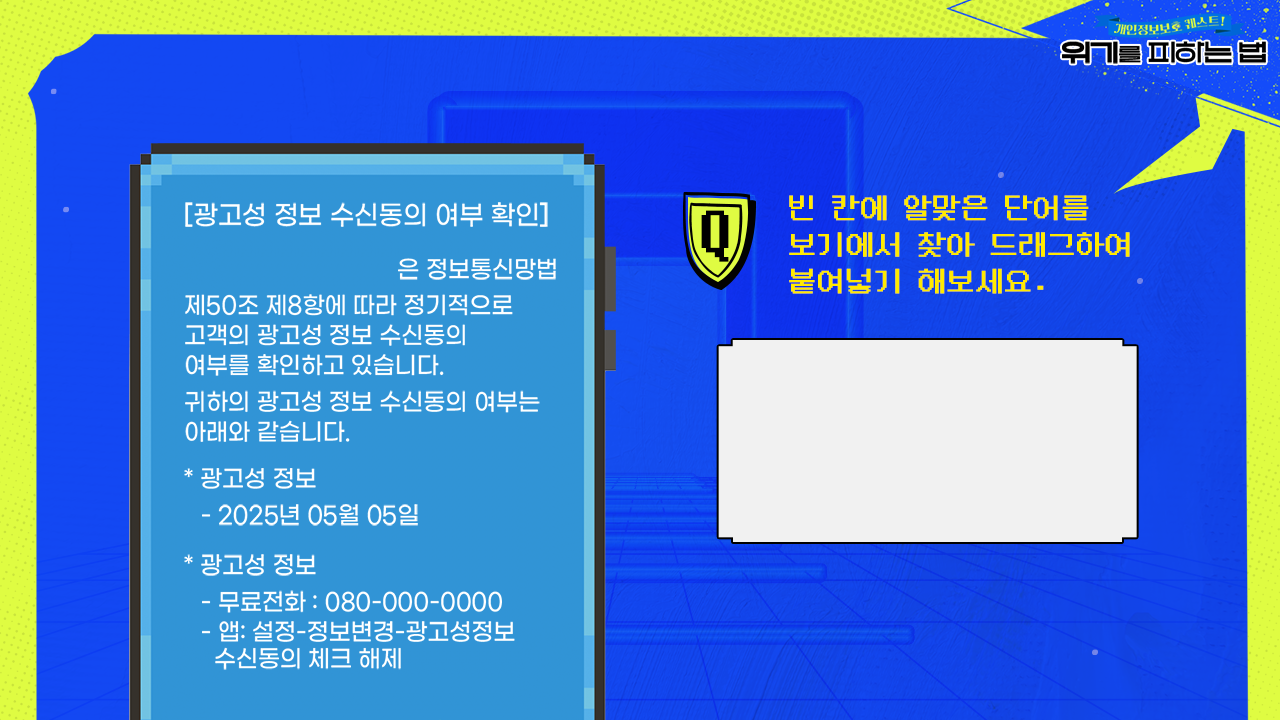 개인정보보호 퀘스트!
위기를 피하는 법
[광고성 정보 수신동의 여부 확인]
은 정보통신망법
제50조 제8항에 따라 정기적으로
고객의 광고성 정보 수신동의
여부를 확인하고 있습니다.
귀하의 광고성 정보 수신동의 여부는
아래와 같습니다.
* 광고성 정보
- 2025년 05월 05일
* 광고성 정보
- 무료전화 : 080-000-0000
- 앱: 설정-정보변경-광고성정보
수신동의 체크 해제
Q
빈 칸에 알맞은 단어를
보기에서 찾아 드래그하여
붙여넣기 해보세요.